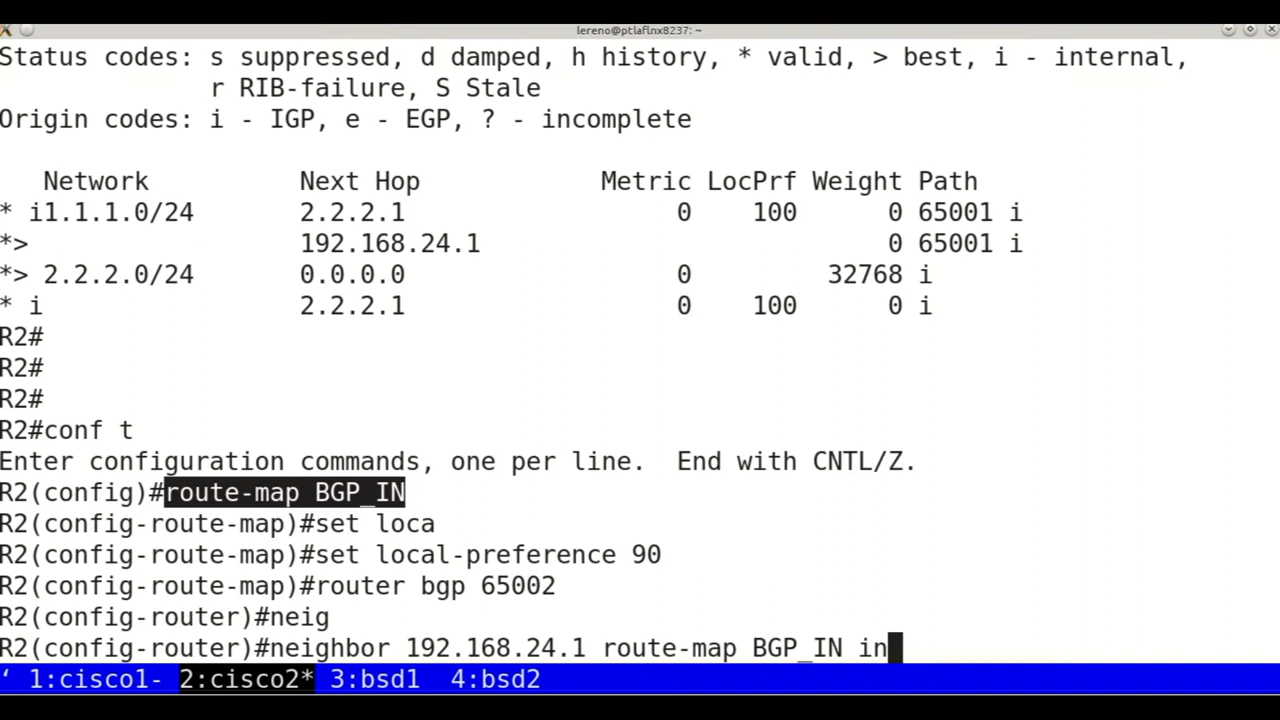 lereno@ptlaflnx8237: ~
Status codes: s suppressed, d damped, h history, * valid, > best, i - internal,
              r RIB-failure, S Stale
Origin codes: i - IGP, e - EGP, ? - incomplete

   Network          Next Hop            Metric LocPrf Weight Path
* i1.1.1.0/24       2.2.2.1                  0    100      0 65001 i
*>                  192.168.24.1                           0 65001 i
*> 2.2.2.0/24       0.0.0.0                  0         32768 i
* i                 2.2.2.1                  0    100      0 i
R2#
R2#
R2#
R2#conf t
Enter configuration commands, one per line.  End with CNTL/Z.
R2(config)#route-map BGP_IN
R2(config-route-map)#set loca
R2(config-route-map)#set local-preference 90
R2(config-route-map)#router bgp 65002
R2(config-router)#neig
R2(config-router)#neighbor 192.168.24.1 route-map BGP_IN in
‘ 1:cisco1- 2:cisco2* 3:bsd1  4:bsd2